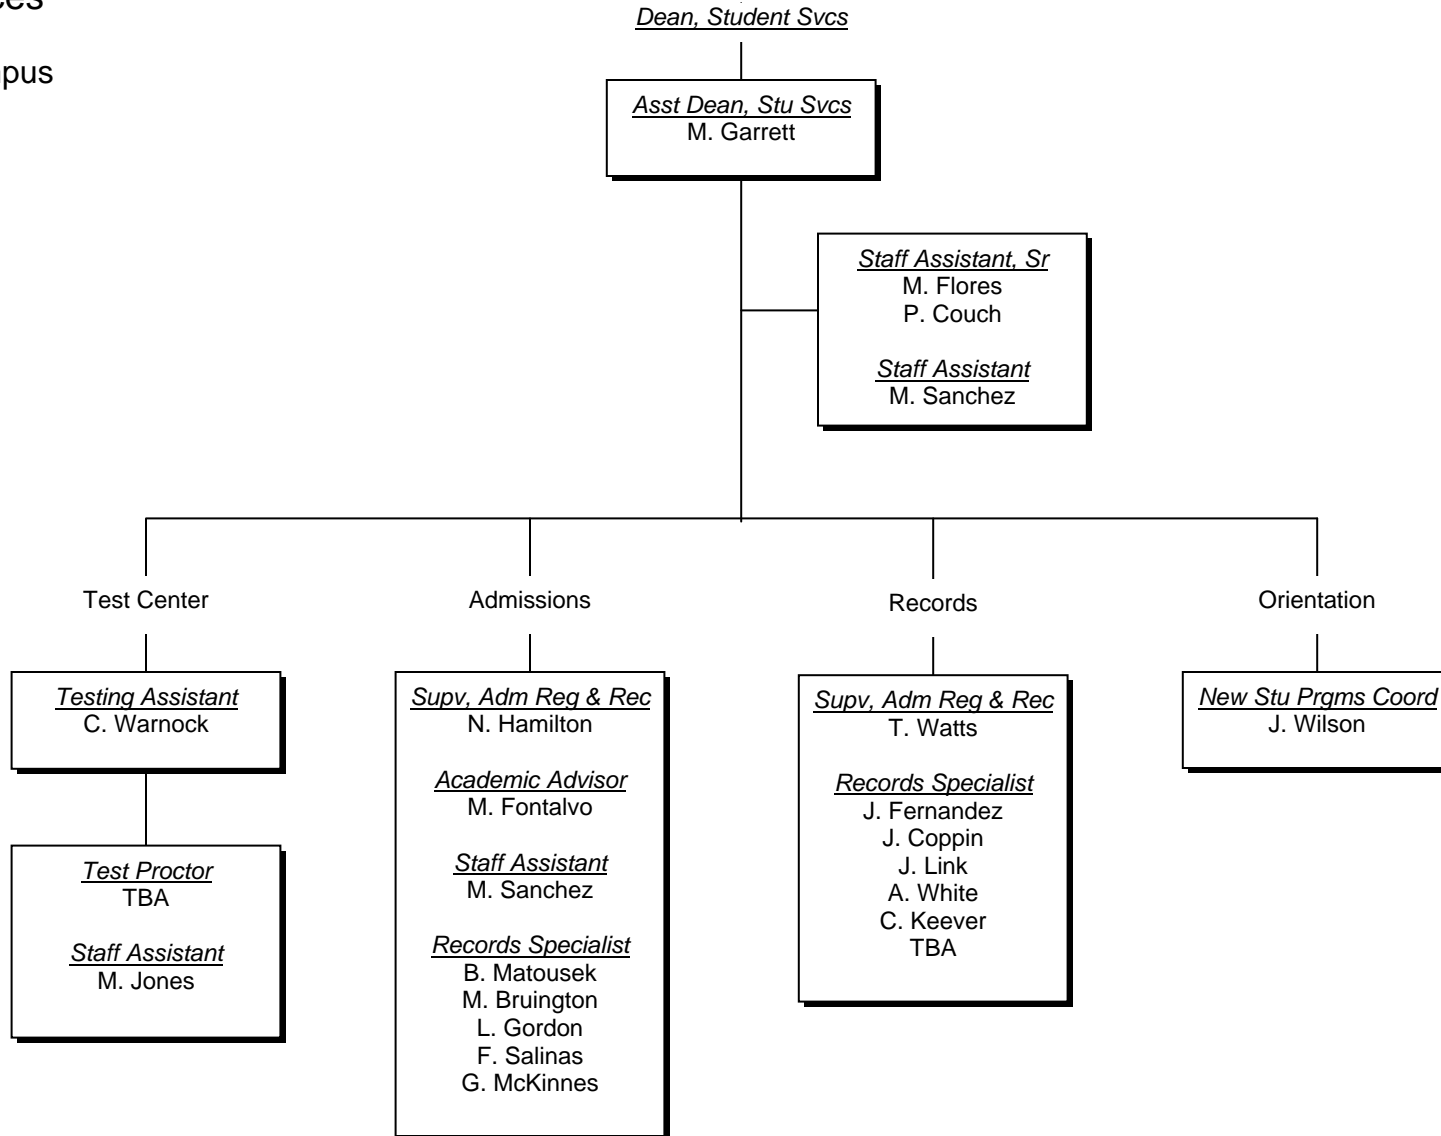 Dean, Student Svcs
Asst Dean, Stu Svcs
M. Garrett
Staff Assistant, Sr
M. Flores
P. Couch
Staff Assistant
M. Sanchez
Test Center
Testing Assistant
C. Warnock
Test Proctor
TBA
Staff Assistant
M. Jones
Admissions
Supv, Adm Reg & Rec
N. Hamilton
Academic Advisor
M. Fontalvo
Staff Assistant
M. Sanchez
Records Specialist
B. Matousek
M. Bruington
L. Gordon
F. Salinas
G. McKinnes
Records
Supv, Adm Reg & Rec
T. Watts
Records Specialist
J. Fernandez
J. Coppin
J. Link
A. White
C. Keever
TBA
Orientation
New Stu Prgms Coord
J. Wilson